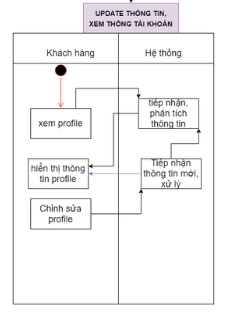 UPDATE THÔNG TIN,
XEM THÔNG TẢI KHOẢN
Khách hàng
Hệ thống
xem profile
tiếp nhận,
phân tích
thông tin
hiển thị thông
tin profile
Tiếp nhận
thông tin mới,
xử lý
Chỉnh sửa
profile